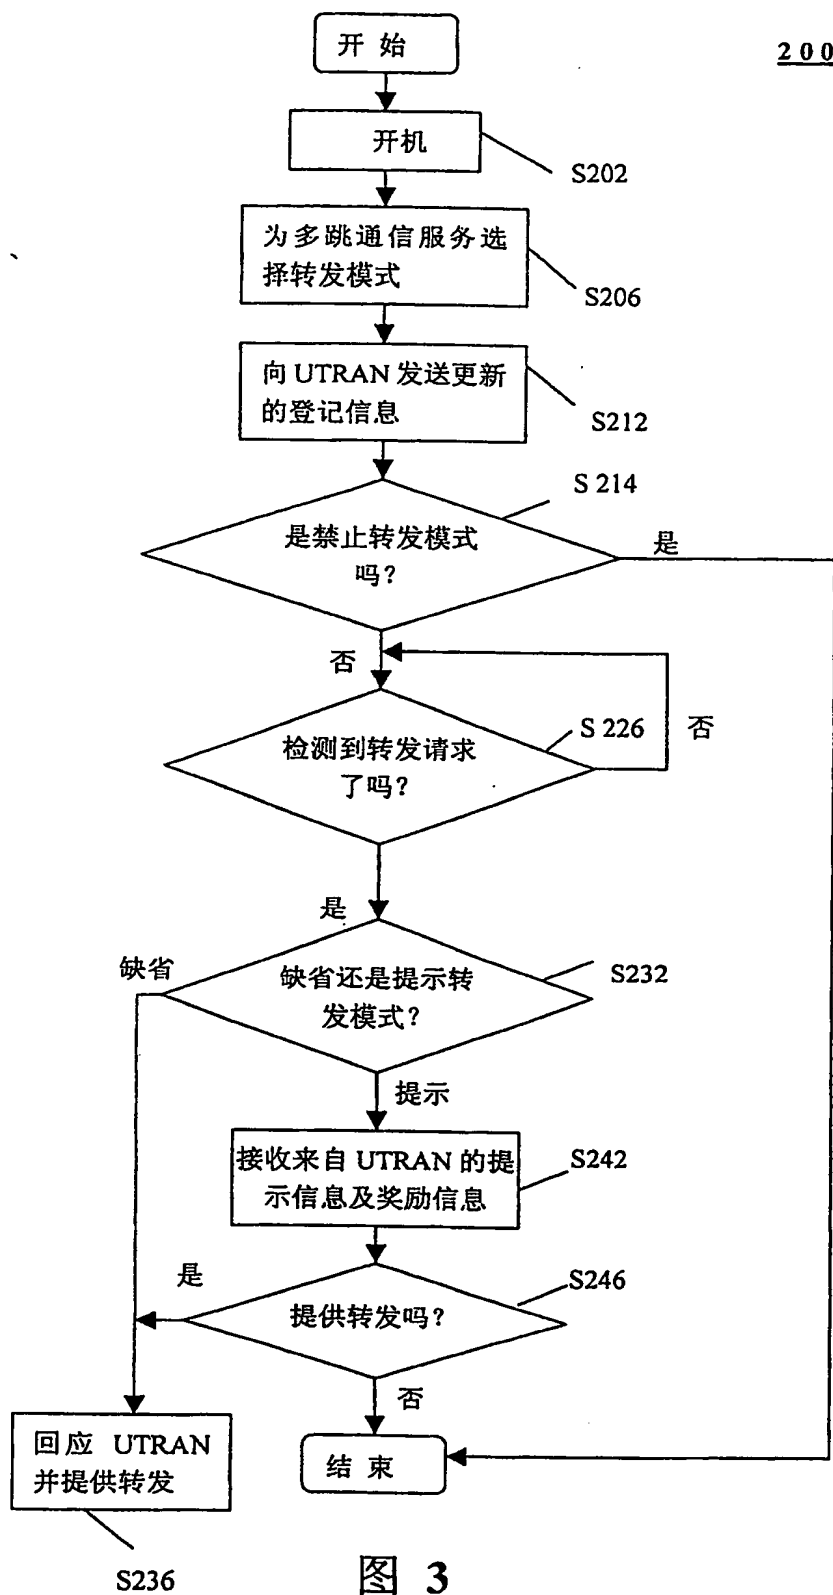 开 始
200
开机
S202
为多跳通信服务选
择转发模式
S206
向 UTRAN 发送更新
的登记信息
S212
S 214
是禁止转发模式
吗?
是
否
S 226
否
检测到转发请求
了吗?
是
缺省
S232
缺省还是提示转
发模式?
提示
接收来自 UTRAN 的提
示信息及奖励信息
S242
是
S246
提供转发吗?
否
回应 UTRAN
并提供转发
结 束
S236
图 3